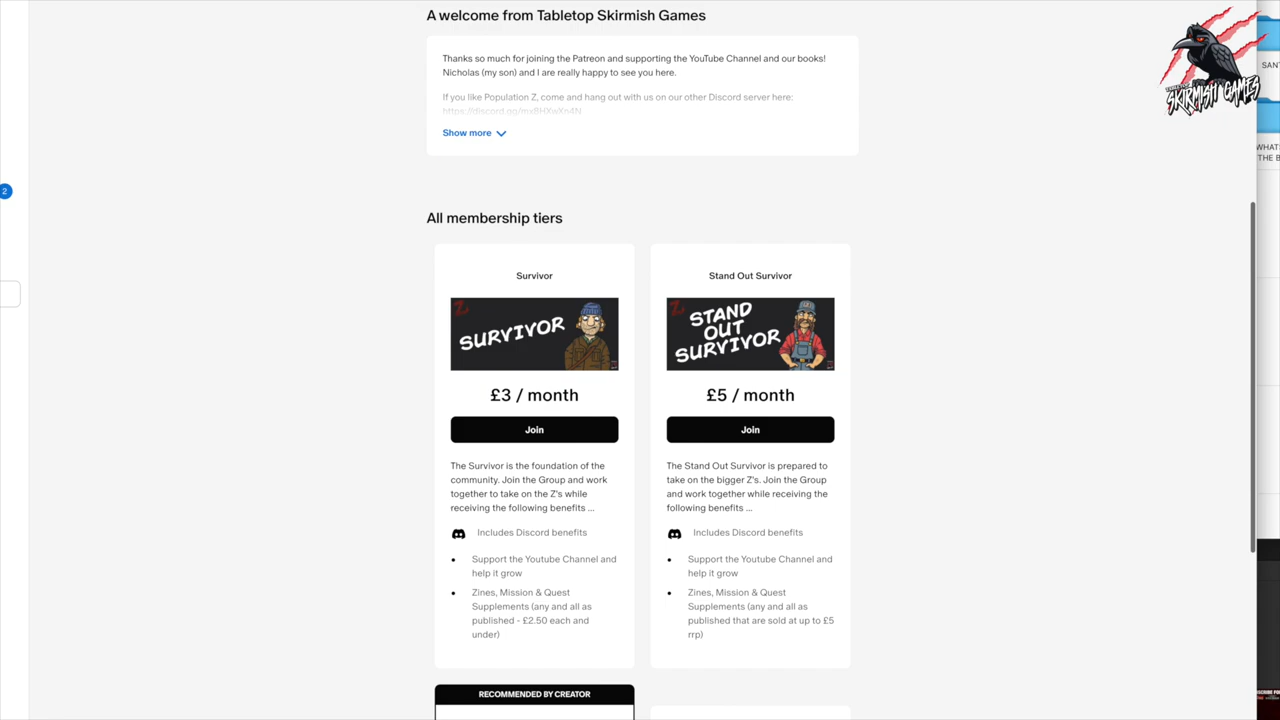 A welcome from Tabletop Skirmish Games
Thanks so much for joining the Patreon and supporting the YouTube Channel and our books!
Nicholas (my son) and I are really happy to see you here.
If you like Population Z, come and hang out with us on our other Discord server here:
Show more
SKIRMISH GAMES
SANT
WHATS
THE B
2
All membership tiers
Survivor
SURVIVOR
£3 / month
Join
The Survivor is the foundation of the
community. Join the Group and work
together to take on the Z's while
receiving the following benefits ...
Includes Discord benefits
• Support the Youtube Channel and
help it grow
• Zines, Mission & Quest
Supplements (any and all as
published - £2.50 each and
under)
Stand Out Survivor
STAND
OUT
SURVIVOR
£5 / month
Join
The Stand Out Survivor is prepared to
take on the bigger Z's. Join the Group
and work together while receiving the
following benefits ...
Includes Discord benefits
• Support the Youtube Channel and
help it grow
• Zines, Mission & Quest
Supplements (any and all as
published that are sold at up to £5
rrp)
RECOMMENDED BY CREATOR